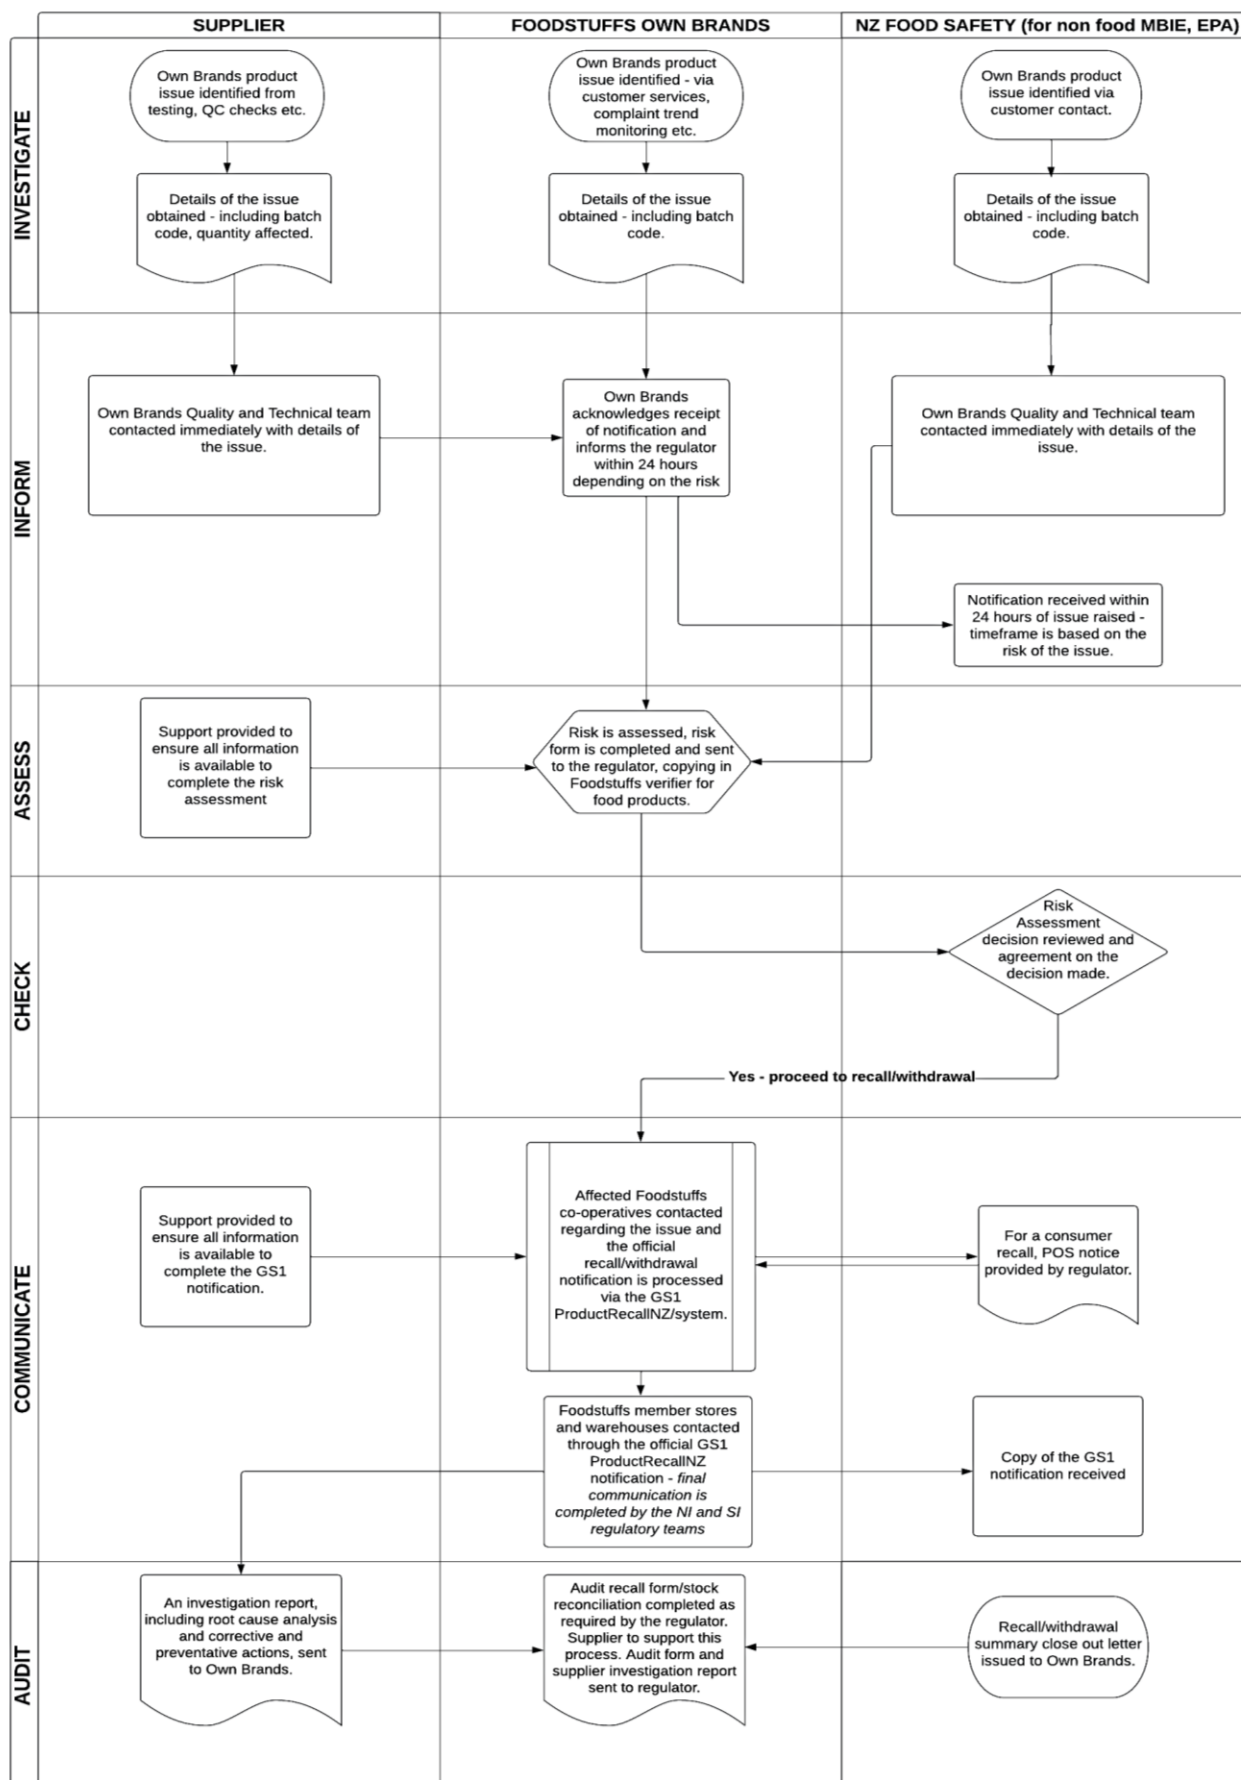 SUPPLIER
FOODSTUFFS OWN BRANDS
NZ FOOD SAFETY (for non food MBIE, EPA)
INVESTIGATE
Own Brands product
issue identified from
testing, QC checks etc.
Own Brands product
issue identified - via
customer services,
complaint trend
monitoring etc.
Own Brands product
issue identified via
customer contact.
Details of the issue
obtained - including batch
code, quantity affected.
Details of the issue
obtained - including batch
code.
Details of the issue
obtained - including batch
code.
INFORM
Own Brands Quality and Technical team
contacted immediately with details of
the issue.
Own Brands
acknowledges receipt
of notification and
informs the regulator
within 24 hours
depending on the risk
Own Brands Quality and Technical team
contacted immediately with details of the
issue.
Notification received within
24 hours of issue raised -
timeframe is based on the
risk of the issue.
ASSESS
Support provided to
ensure all information
is available to
complete the risk
assessment
Risk is assessed, risk
form is completed and sent
to the regulator, copying in
Foodstuffs verifier for
food products.
CHECK
Risk
Assessment
decision reviewed and
agreement on the
decision made.
Yes - proceed to recall/withdrawal
COMMUNICATE
Support provided to
ensure all information
is available to
complete the GS1
notification.
Affected Foodstuffs
co-operatives contacted
regarding the issue and
the official
recall/withdrawal
notification is processed
via the GS1
ProductRecallNZ/system.
For a consumer
recall, POS notice
provided by regulator.
Foodstuffs member stores
and warehouses contacted
through the official GS1
ProductRecallNZ
notification - final
communication is
completed by the NI and SI
regulatory teams
Copy of the GS1
notification received
AUDIT
An investigation report,
including root cause analysis
and corrective and
preventative actions, sent
to Own Brands.
Audit recall form/stock
reconciliation completed as
required by the regulator.
Supplier to support this
process. Audit form and
supplier investigation report
sent to regulator.
Recall/withdrawal
summary close out letter
issued to Own Brands.